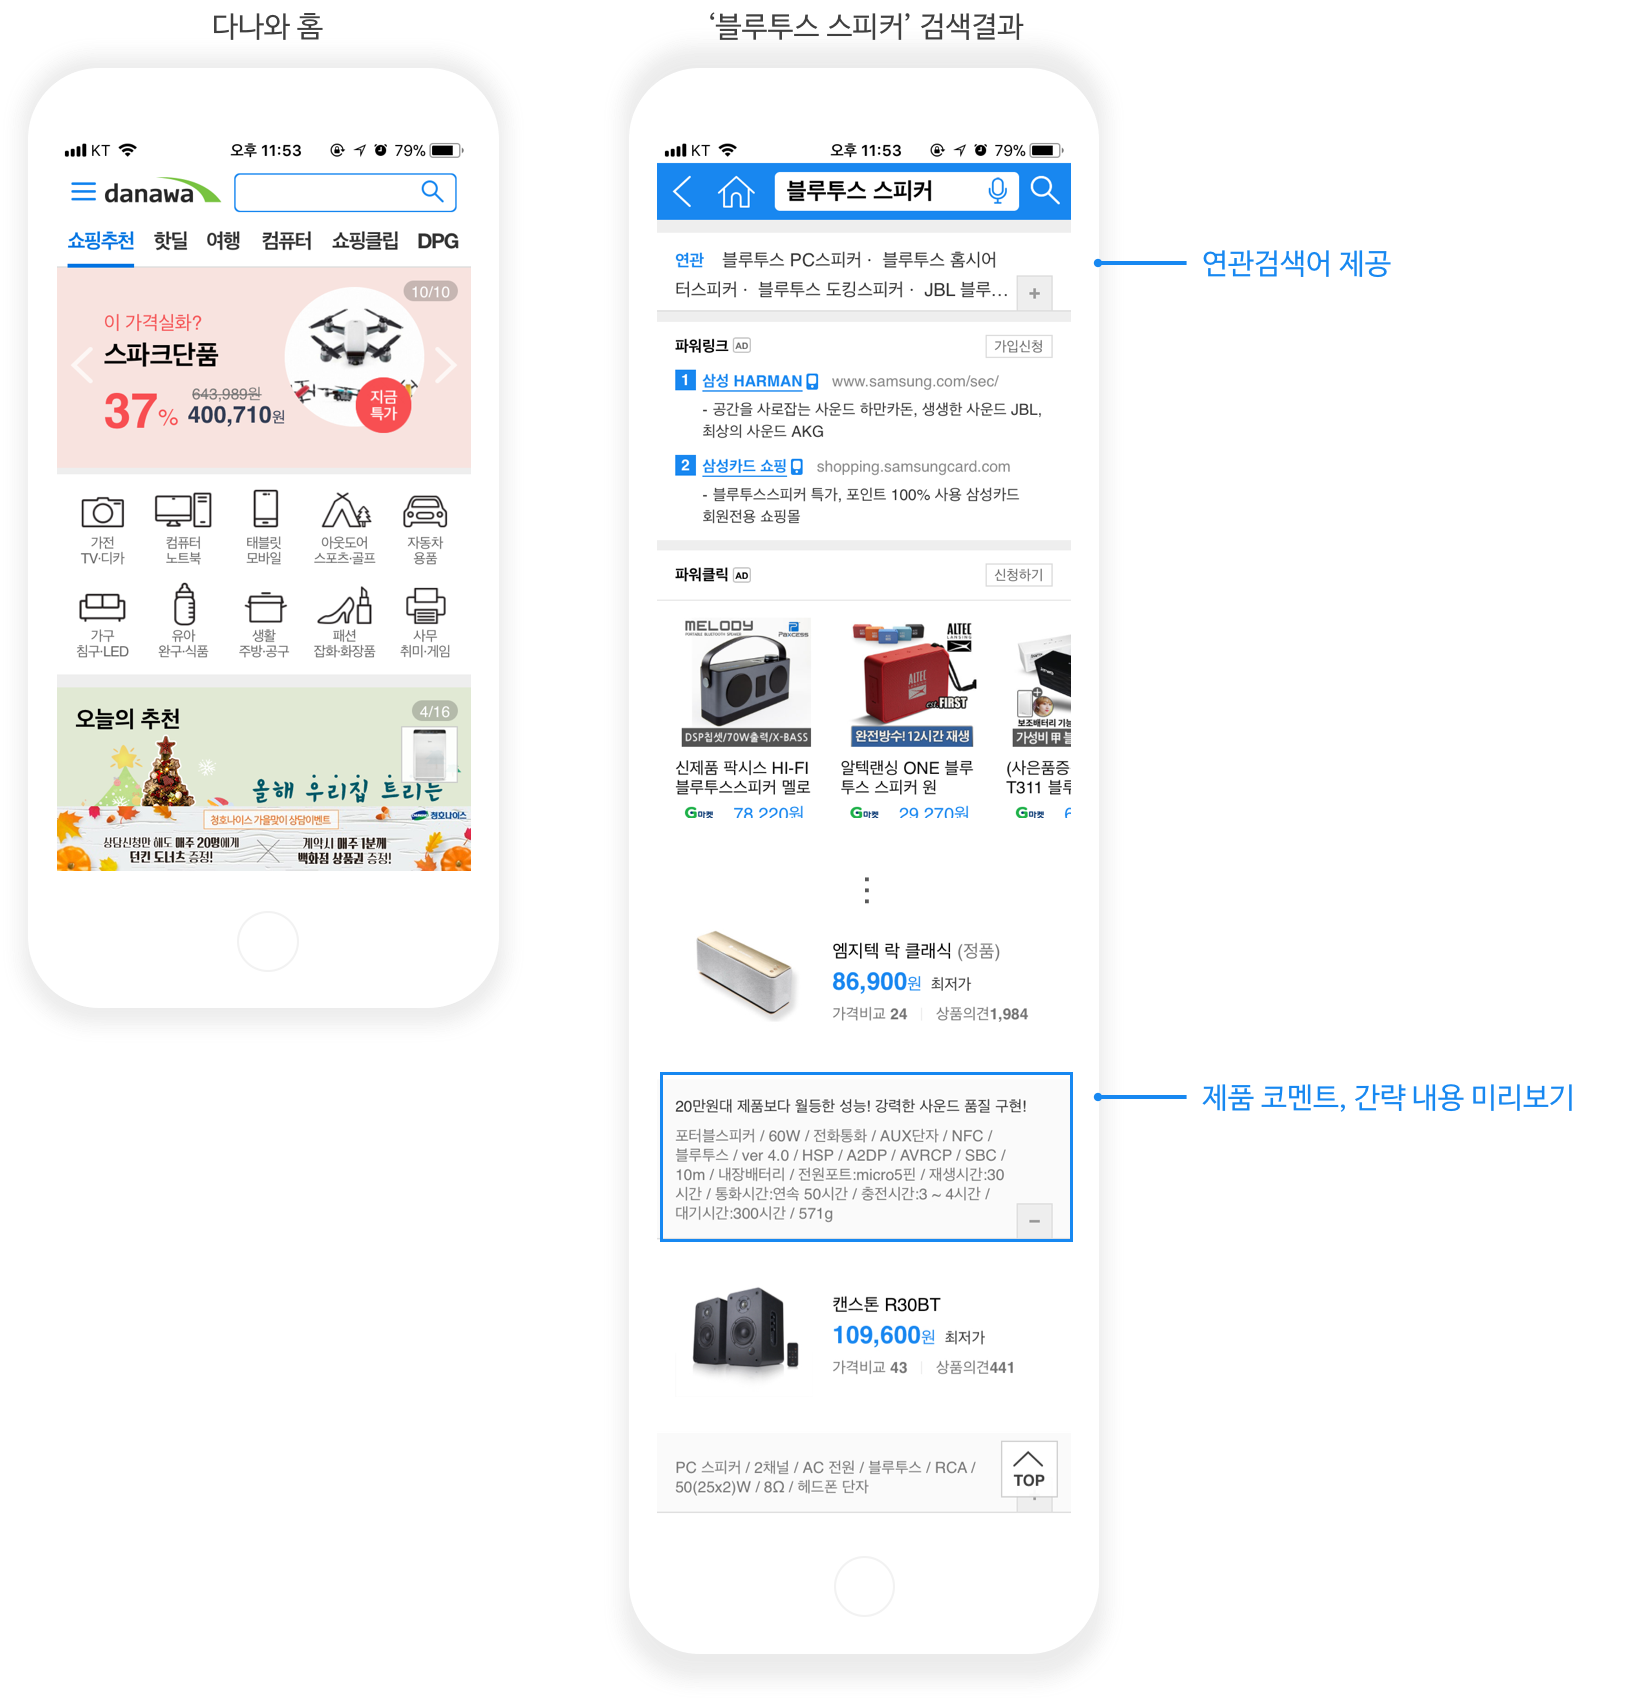 다나와 홈
KT 오후 11:53 79%
danawa
쇼핑추천 핫딜 여행 컴퓨터 쇼핑클립 DPG
10/10
이 가격실화?
스파크단품
643,989원
37% 400,710원
지금
특가
가전
TV·디카
컴퓨터
노트북
태블릿
모바일
아웃도어
스포츠·골프
자동차
용품
가구
침구·LED
유아
완구·식품
생활
주방·공구
패션
잡화·화장품
사무
취미·게임
오늘의 추천
4/16
올해 우리집 트리는
청호나이스 가을맞이 상담이벤트
청호나이스
상담신청만 해도 매주 20명에게
던킨 도너츠 증정!
계약시 매주 1분께
백화점 상품권 증정!
‘블루투스 스피커’ 검색결과
KT 오후 11:53 79%
블루투스 스피커
연관 블루투스 PC스피커 · 블루투스 홈시어
터스피커 · 블루투스 도킹스피커 · JBL 블루...
+
연관검색어 제공
파워링크 AD 가입신청
1 삼성 HARMAN www.samsung.com/sec/
- 공간을 사로잡는 사운드 하만카돈, 생생한 사운드 JBL,
최상의 사운드 AKG
2 삼성카드 쇼핑 shopping.samsungcard.com
- 블루투스스피커 특가, 포인트 100% 사용 삼성카드
회원전용 쇼핑몰
파워클릭 AD 신청하기
MELODY
PORTABLE BLUETOOTH SPEAKER
PAXCESS
DSP칩셋/70W출력/X-BASS
신제품 팍시스 HI-FI
블루투스스피커 멜로
G마켓 78,220원
ALTEC
LANSING
ALTEC
est. FIRST
완전방수! 12시간 재생
알텍랜싱 ONE 블루
투스 스피커 원
G마켓 29,270원
보조배터리 기능
가성비 甲 블
(사은품증
T311 블루
G마켓 6
엠지텍 락 클래식 (정품)
86,900원 최저가
가격비교 24 상품의견1,984
20만원대 제품보다 월등한 성능! 강력한 사운드 품질 구현!
포터블스피커 / 60W / 전화통화 / AUX단자 / NFC /
블루투스 / ver 4.0 / HSP / A2DP / AVRCP / SBC /
10m / 내장배터리 / 전원포트:micro5핀 / 재생시간:30
시간 / 통화시간:연속 50시간 / 충전시간:3 ~ 4시간 /
대기시간:300시간 / 571g
제품 코멘트, 간략 내용 미리보기
캔스톤 R30BT
109,600원 최저가
가격비교 43 상품의견441
PC 스피커 / 2채널 / AC 전원 / 블루투스 / RCA /
50(25x2)W / 8Ω / 헤드폰 단자
TOP